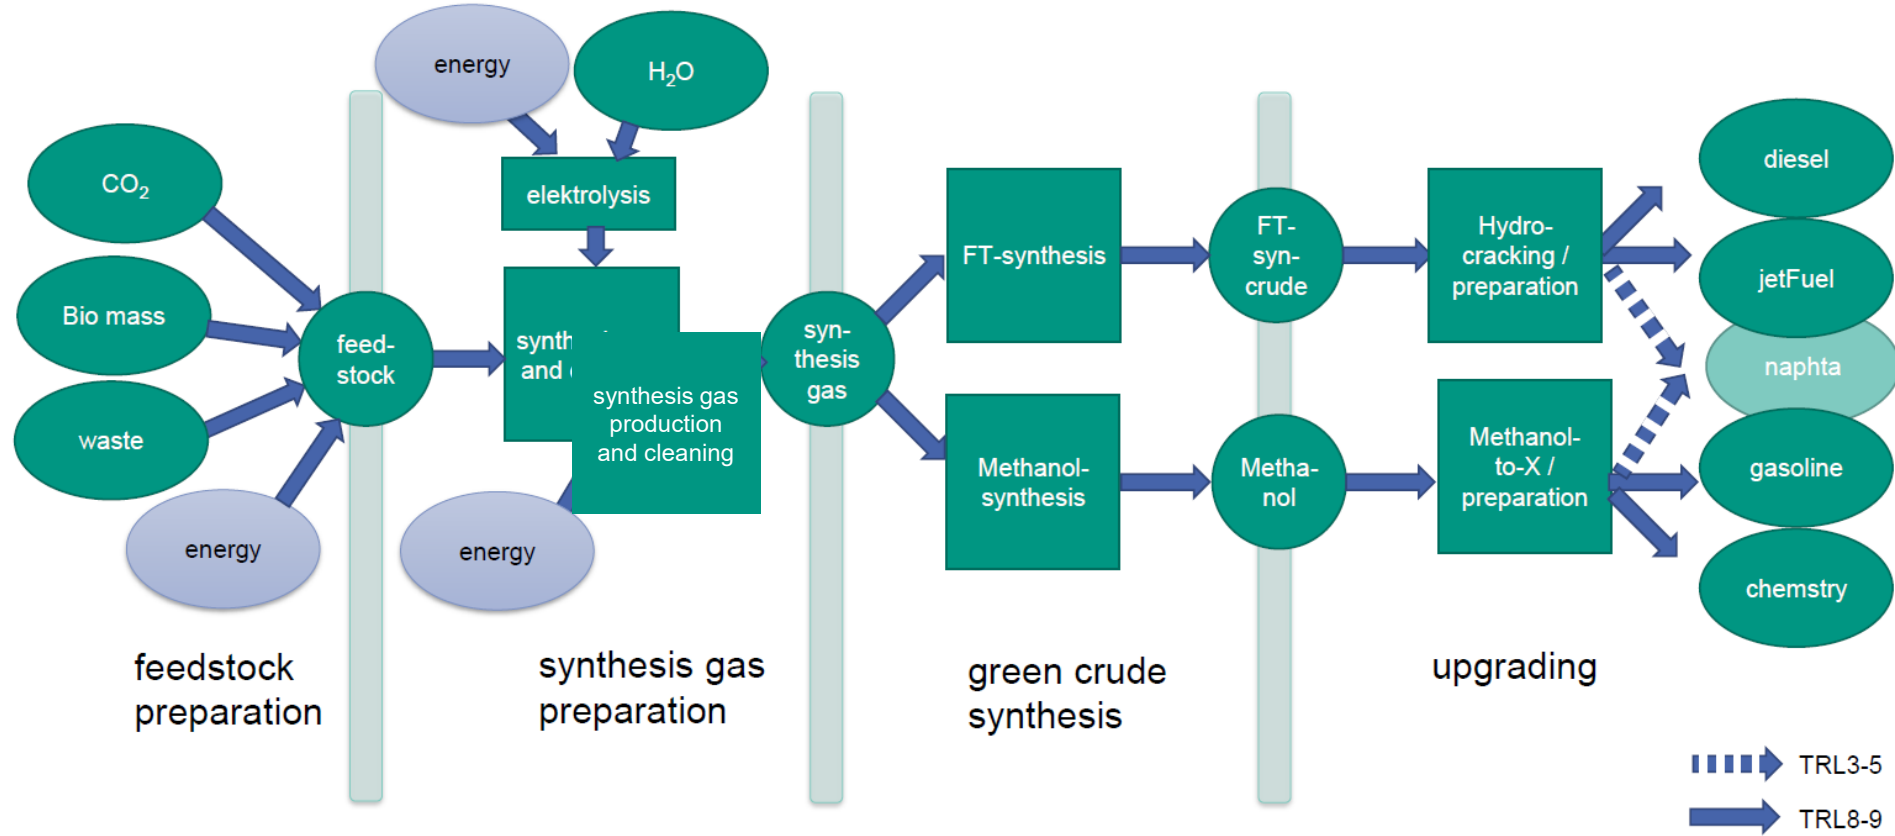 energy
H₂O
CO₂
elektrolysis
Bio mass
feed-
stock
waste
energy
synth
and
synthesis gas
production
and cleaning
energy
syn-
thesis
gas
FT-synthesis
FT-
syn-
crude
Hydro-
cracking /
preparation
Methanol-
synthesis
Metha-
nol
Methanol-
to-X /
preparation
diesel
jetFuel
naphta
gasoline
chemstry
feedstock
preparation
synthesis gas
preparation
green crude
synthesis
upgrading
TRL3-5
TRL8-9